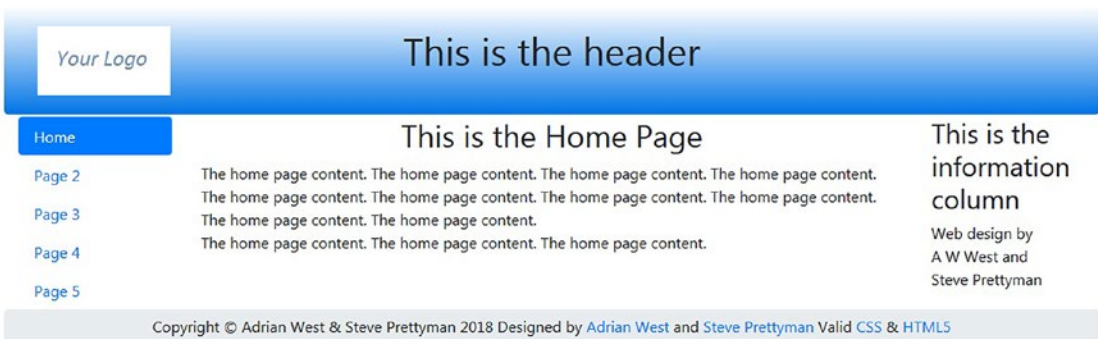 Your Logo
This is the header
Home
Page 2
Page 3
Page 4
Page 5
This is the Home Page
The home page content. The home page content. The home page content. The home page content.
The home page content. The home page content. The home page content. The home page content.
The home page content. The home page content.
The home page content. The home page content. The home page content.
This is the
information
column
Web design by
A W West and
Steve Prettyman
Copyright © Adrian West & Steve Prettyman 2018 Designed by Adrian West and Steve Prettyman Valid CSS & HTML5